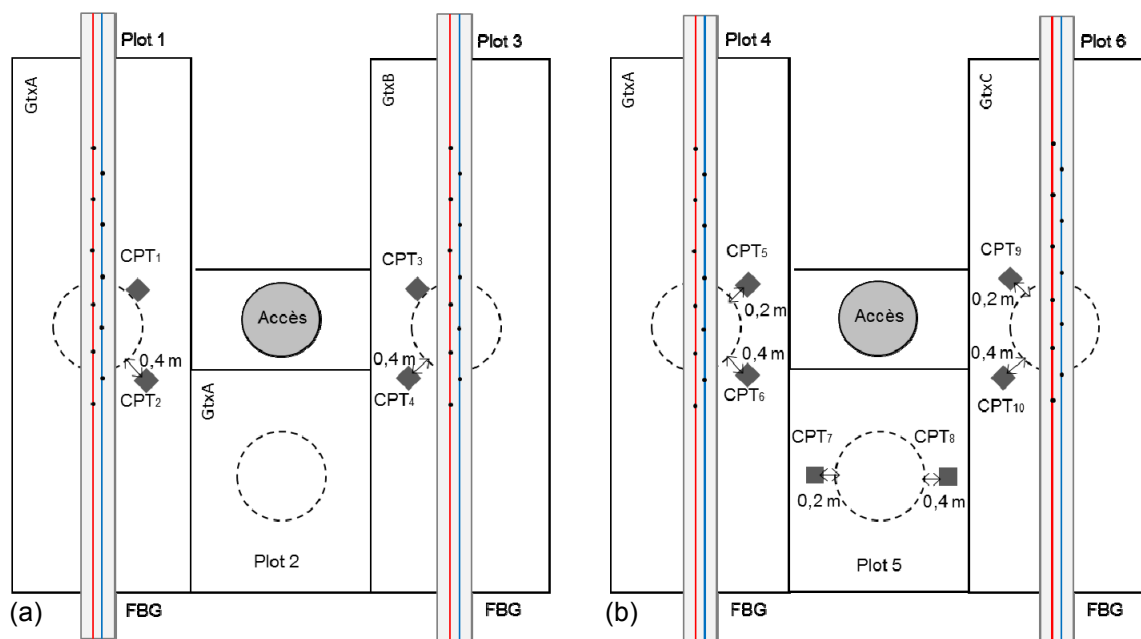 Plot 1
Plot 3
GtxA
GtxB
CPT1
CPT3
Accès
0,4 m
0,4 m
CPT2
CPT4
GtxA
Plot 2
(a)
FBG
FBG
Plot 4
Plot 6
GtxA
GtxC
CPT5
CPT9
0,2 m
0,2 m
Accès
0,4 m
0,4 m
CPT6
CPT10
CPT7
CPT8
0,2 m
0,4 m
Plot 5
(b)
FBG
FBG